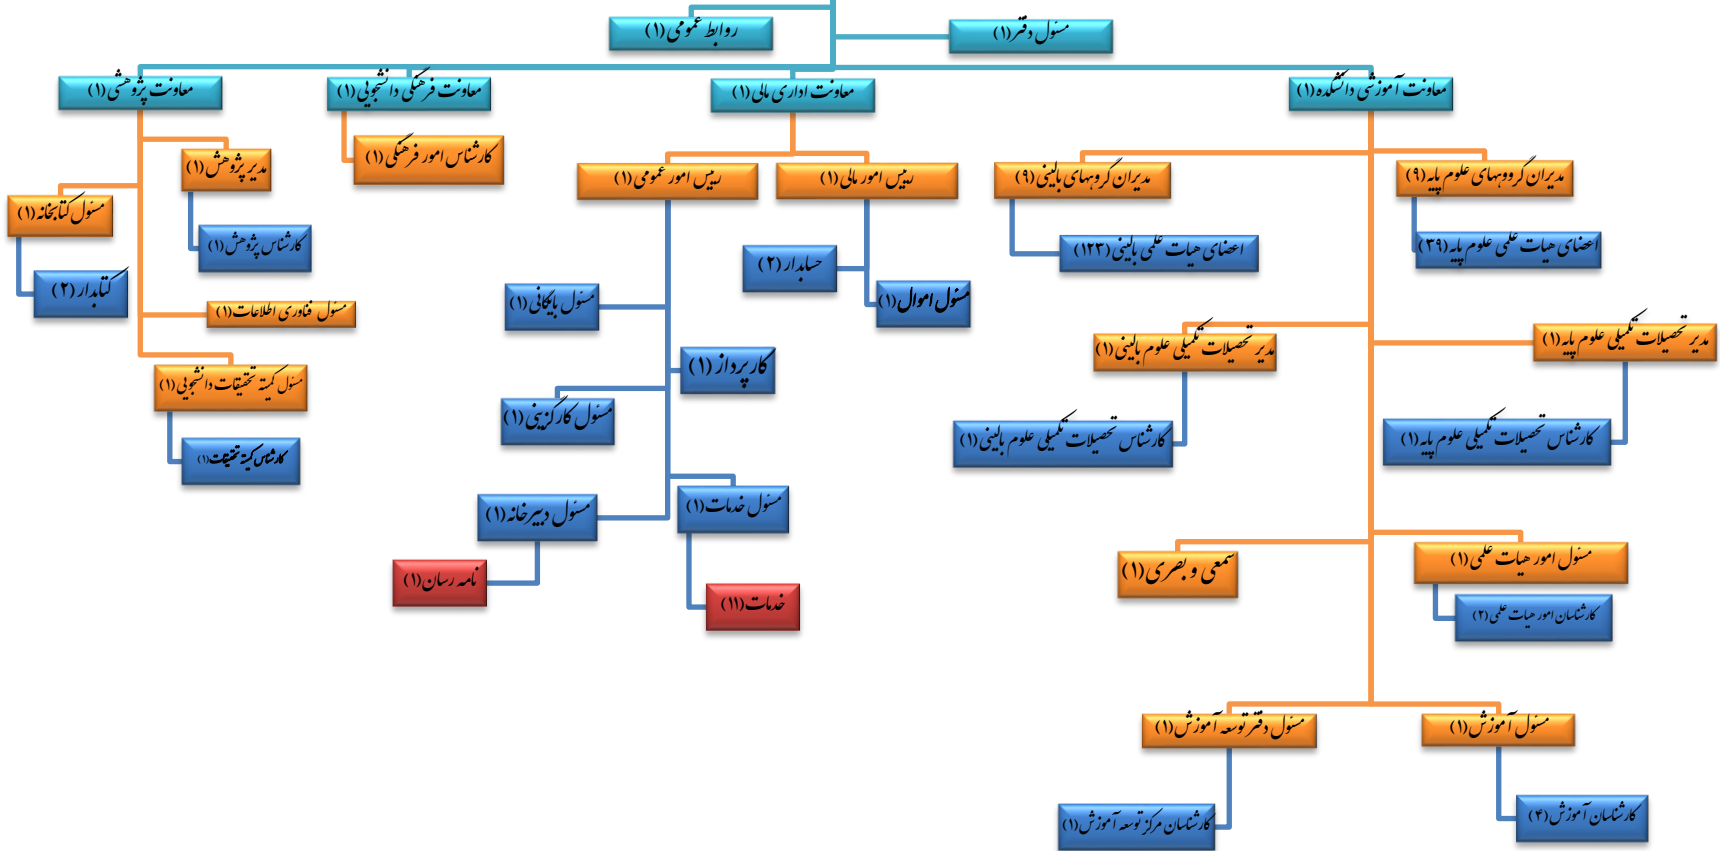 مسئول دفتر(۱)
روابط عمومی(۱)
معاونت آموزشی دانشکده(۱)
معاونت اداری مالی(۱)
معاونت فرهنگی دانشجویی(۱)
معاونت پژوهشی(۱)
مدیران گرووههای علوم پایه(۹)
اعضای هیات علمی علوم پایه(۳۹)
مدیران گروههای بالینی(۹)
اعضای هیات علمی بالینی(۱۲۳)
مدیر تحصیلات تکمیلی علوم پایه(۱)
کارشناس تحصیلات تکمیلی علوم پایه(۱)
مدیر تحصیلات تکمیلی علوم بالینی(۱)
کارشناس تحصیلات تکمیلی علوم بالینی(۱)
مسئول امور هیات علمی(۱)
کارشناسان امور هیات علمی(۲)
سمعی و بصری(۱)
مسئول آموزش(۱)
کارشناسان آموزش(۴)
مسئول دفتر توسعه آموزش(۱)
کارشناسان مرکز توسعه آموزش(۱)
رییس امور مالی(۱)
حسابدار(۲)
مسئول اموال(۱)
رییس امور عمومی(۱)
مسئول بایگانی(۱)
کارپرداز(۱)
مسئول کارگزینی(۱)
مسئول خدمات(۱)
خدمات(۱۱)
مسئول دبیرخانه(۱)
نامه رسان(۱)
کارشناس امور فرهنگی(۱)
مدیر پژوهش(۱)
کارشناس پژوهش(۱)
مسئول کتابخانه(۱)
کتابدار(۲)
مسئول فناوری اطلاعات(۱)
مسئول کمیته تحقیقات دانشجویی(۱)
کارشناس کمیته تحقیقات(۱)